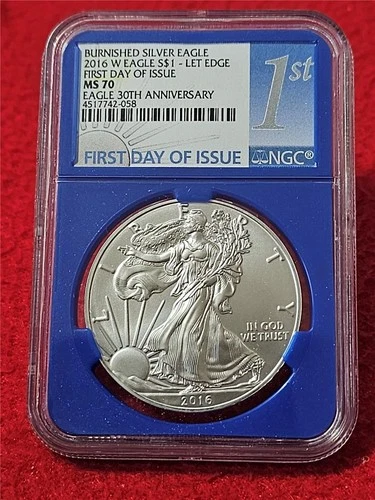 BURNISHED SILVER EAGLE
2016 W EAGLE S$1 - LET EDGE
FIRST DAY OF ISSUE
MS 70
EAGLE 30TH ANNIVERSARY
4517742-058
1st
FIRST DAY OF ISSUE NGC®
LIBERTY
IN GOD
WE TRUST
2016